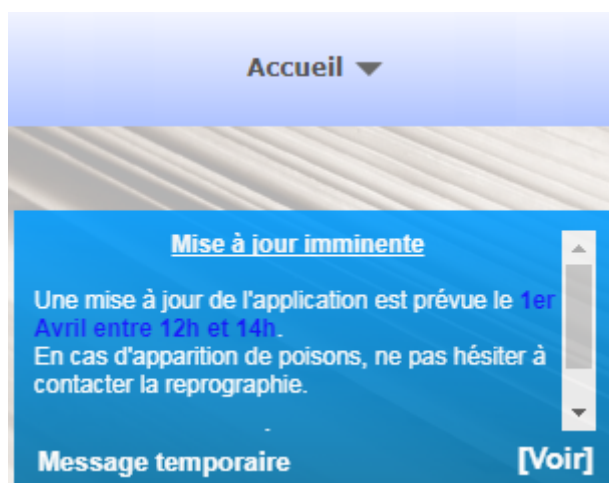 Accueil
Mise à jour imminente
Une mise à jour de l'application est prévue le 1er
Avril entre 12h et 14h.
En cas d'apparition de poisons, ne pas hésiter à
contacter la reprographie.
.
Message temporaire [Voir]